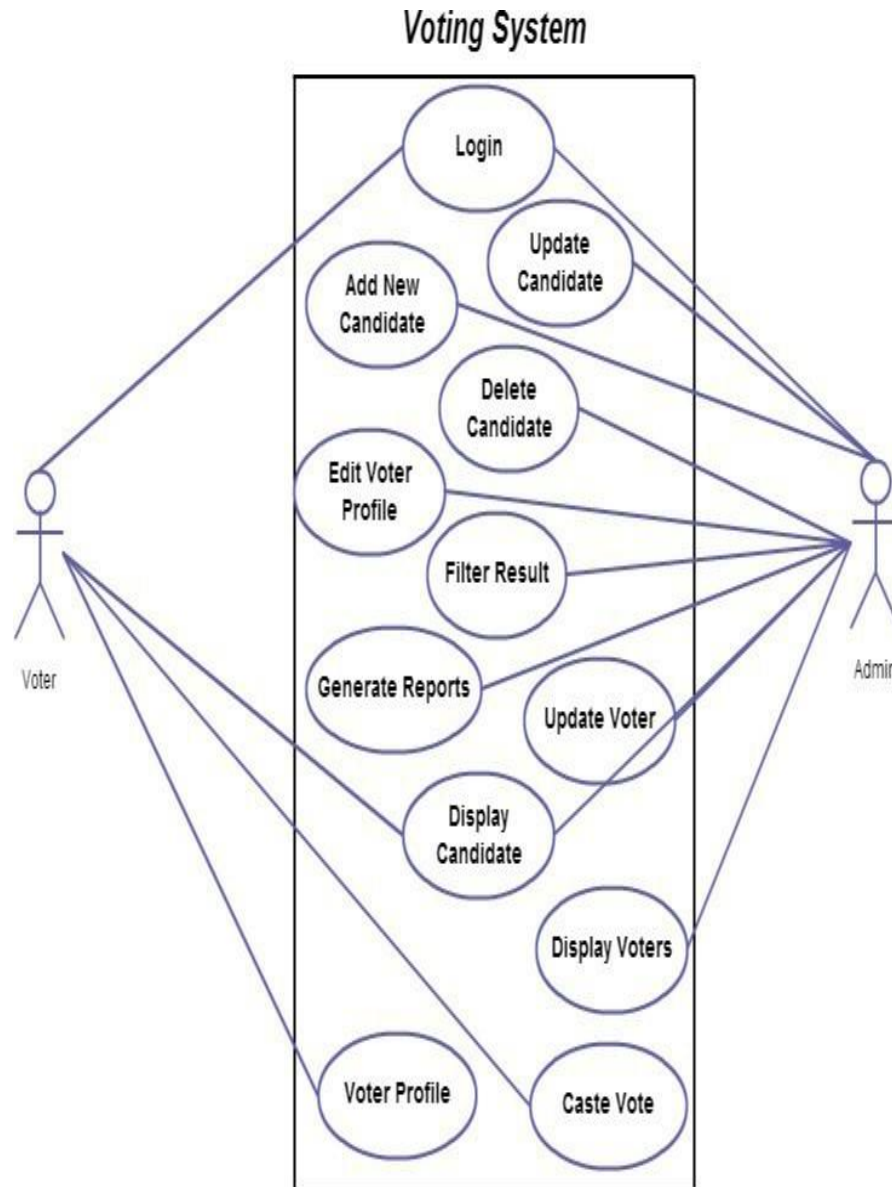 Voting System
Login
Update
Candidate
Add New
Candidate
Delete
Candidate
Edit Voter
Profile
Filter Result
Voter
Admin
Generate Reports
Update Voter
Display
Candidate
Display Voters
Voter Profile
Caste Vote